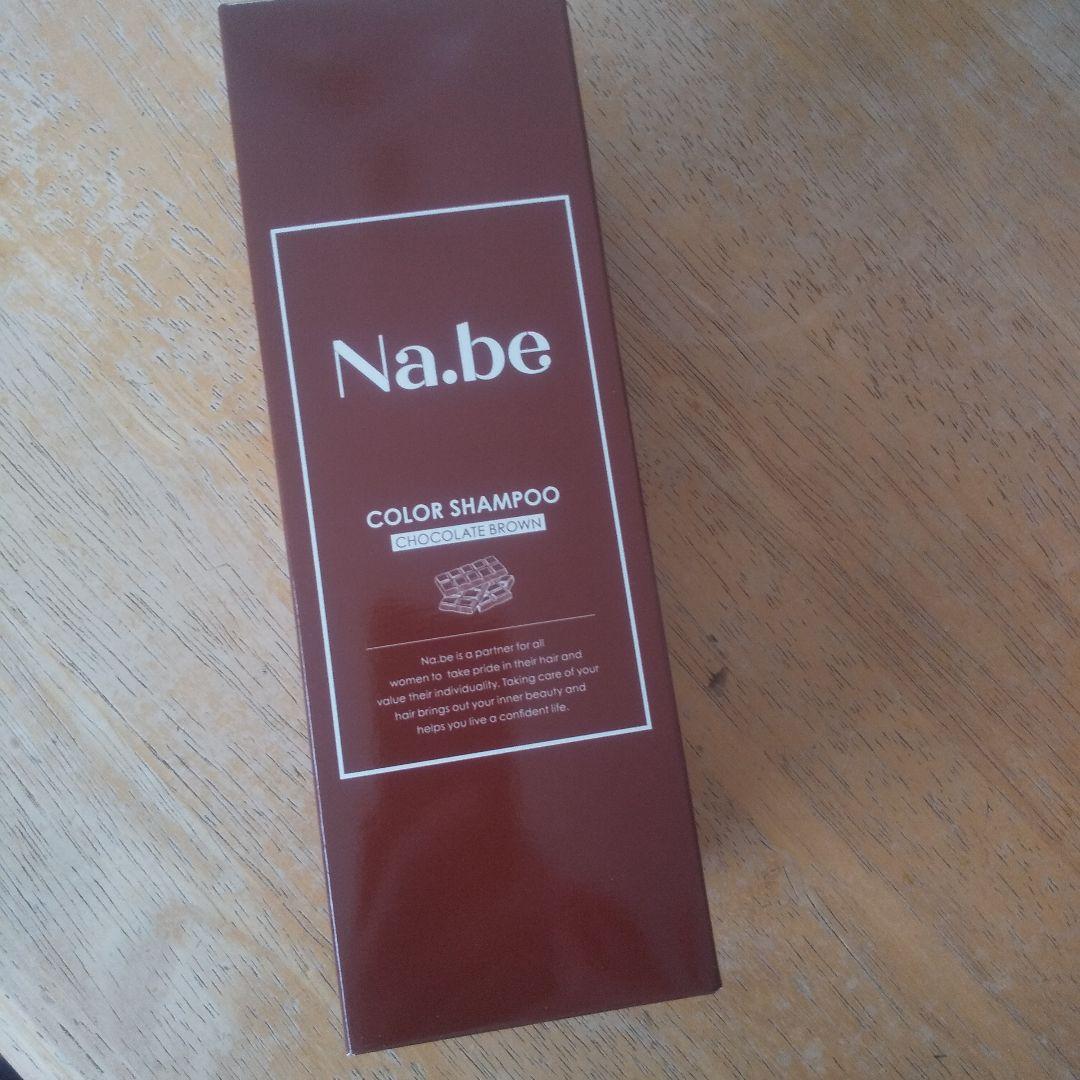 Na.be
COLOR SHAMPOO
CHOCOLATE BROWN
Na.be is a partner for all
women to take pride in their hair and
value their individuality. Taking care of your
hair brings out your inner beauty and
helps you live a confident life.